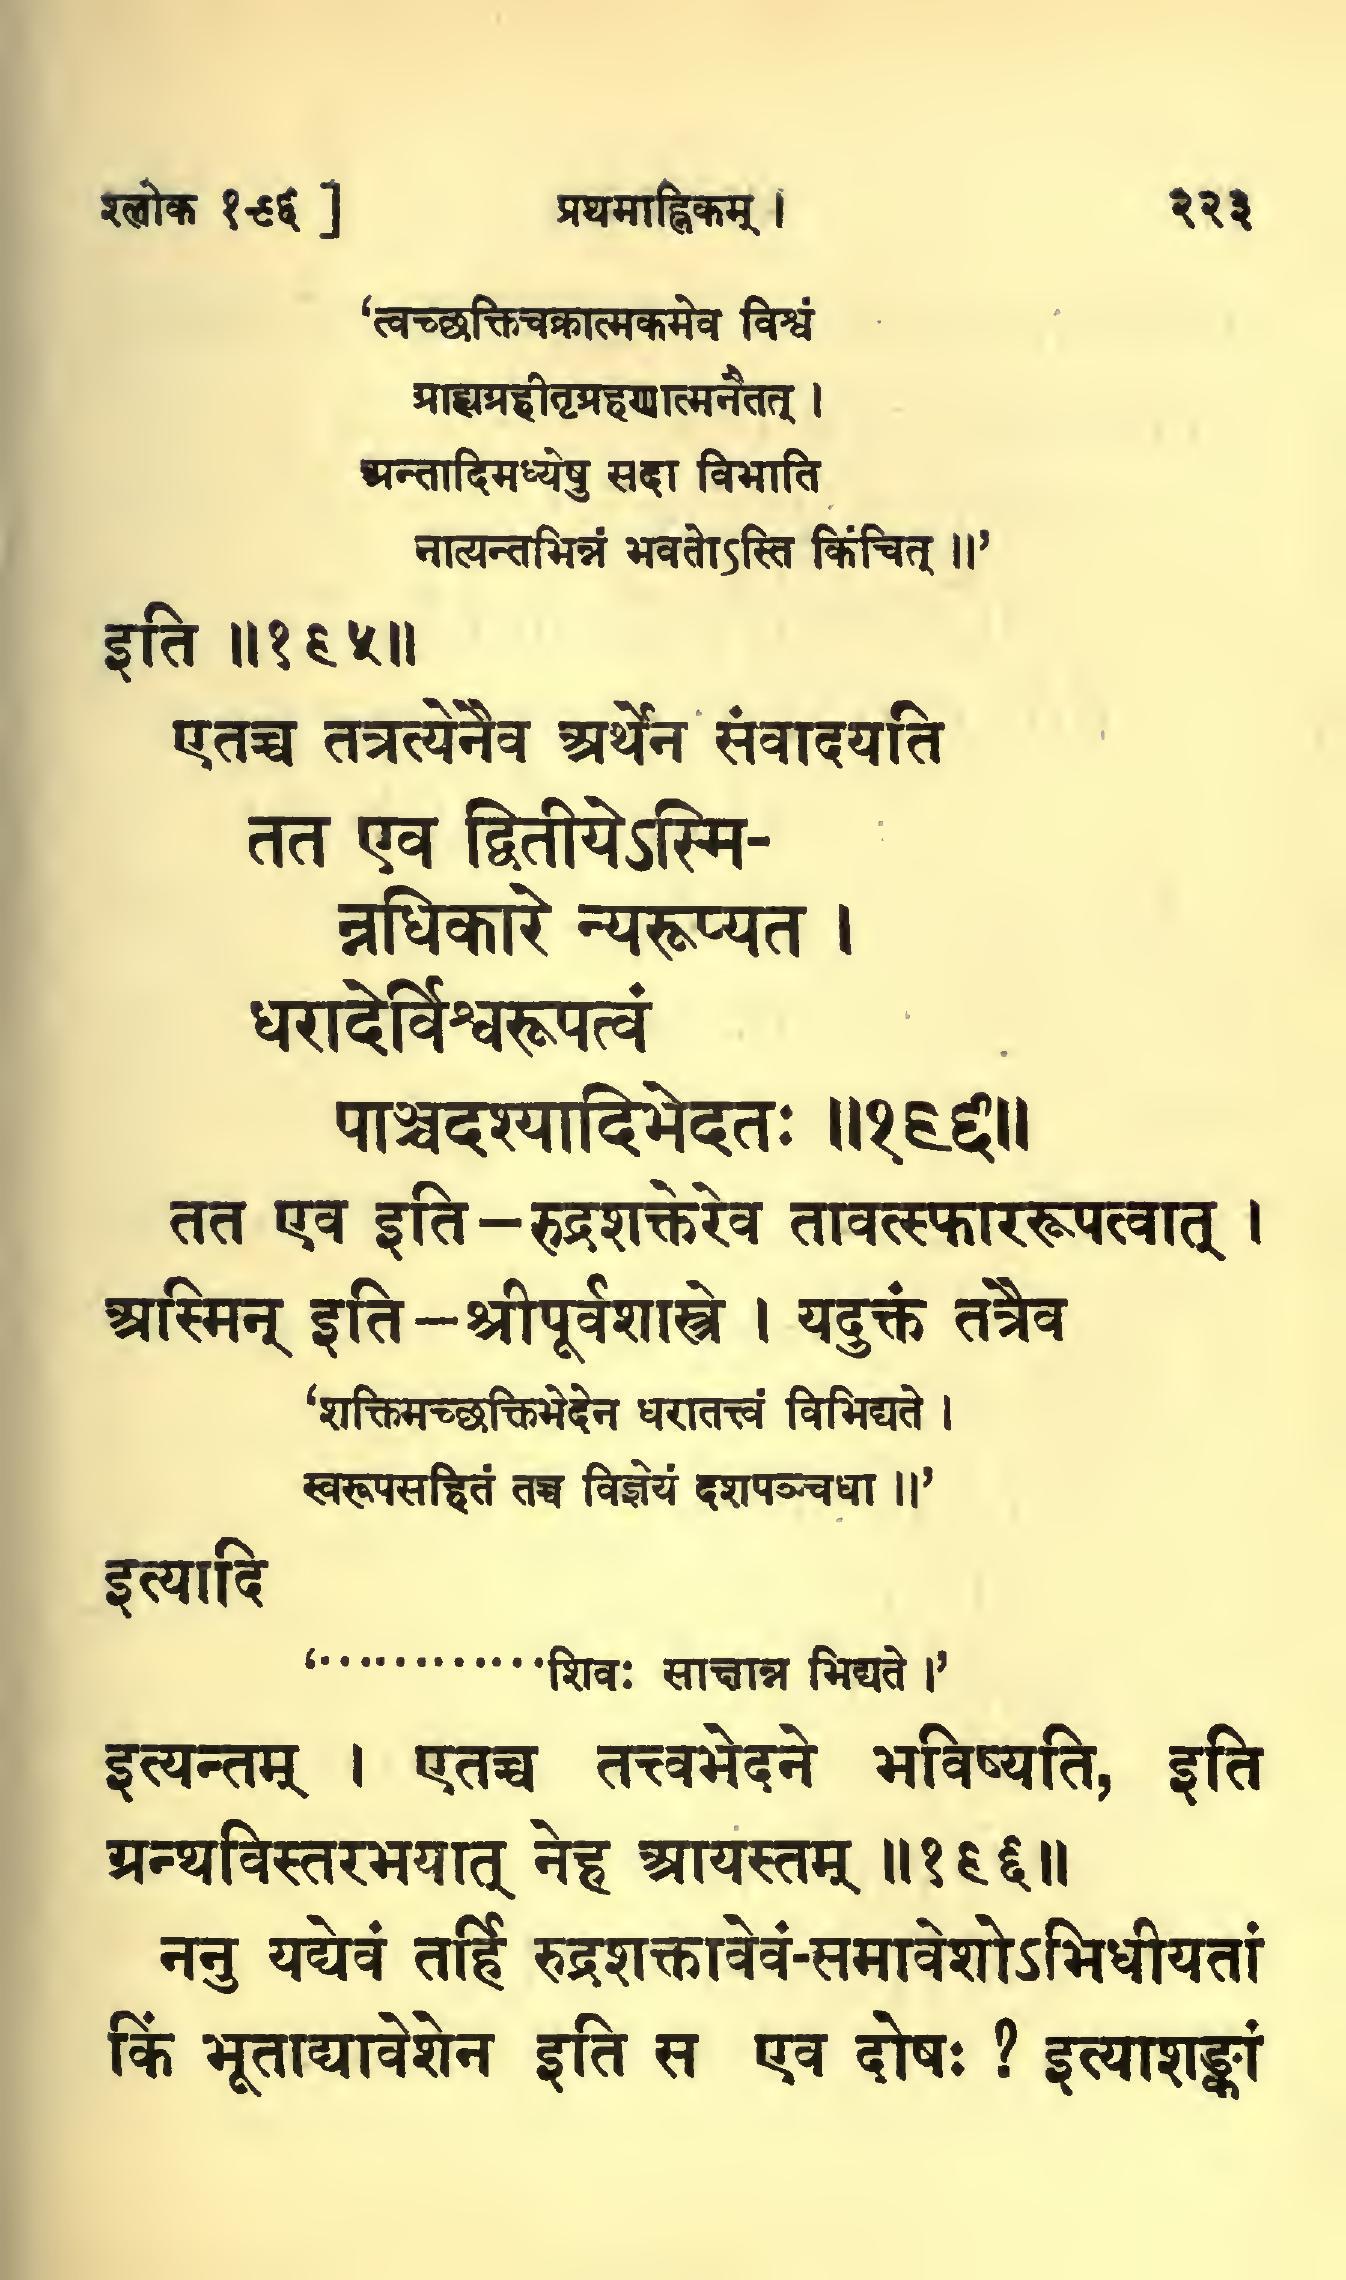 श्लोक १९६ ] प्रथमाह्निकम् । २२३
‘त्वच्छक्तिचक्रात्मकमेव विश्वं
ग्राह्यग्रहीतृग्रहणात्मनैतत् ।
अन्तादिमध्येषु सदा विभाति
नात्यन्तभिन्नं भवतोऽस्ति किंचित् ॥’
इति ॥१९५॥
एतच्च तत्रत्येनैव अर्थेन संवादयति
तत एव द्वितीयेऽस्मि-
न्नधिकारे न्यरूप्यत ।
धरादेर्विश्वरूपत्वं
पाञ्चदश्यादिभेदतः ॥१९६॥
तत एव इति—रुद्रशक्तेरेव तावत्स्फाररूपत्वात् ।
अस्मिन् इति—श्रीपूर्वशास्त्रे । यदुक्तं तत्रैव
‘शक्तिमच्छक्तिभेदेन धरातत्त्वं विभिद्यते ।
स्वरूपसहितं तच्च विज्ञेयं दशपञ्चधा ॥’
इत्यादि
‘.............शिवः साक्षान्न भिद्यते ।’
इत्यन्तम् । एतच्च तत्त्वभेदने भविष्यति, इति
ग्रन्थविस्तरभयात् नेह आयस्तम् ॥१९६॥
ननु यद्येवं तर्हि रुद्रशक्तावेवं-समावेशोऽभिधीयतां
किं भूताद्यावेशेन इति स एव दोषः ? इत्याशङ्कां